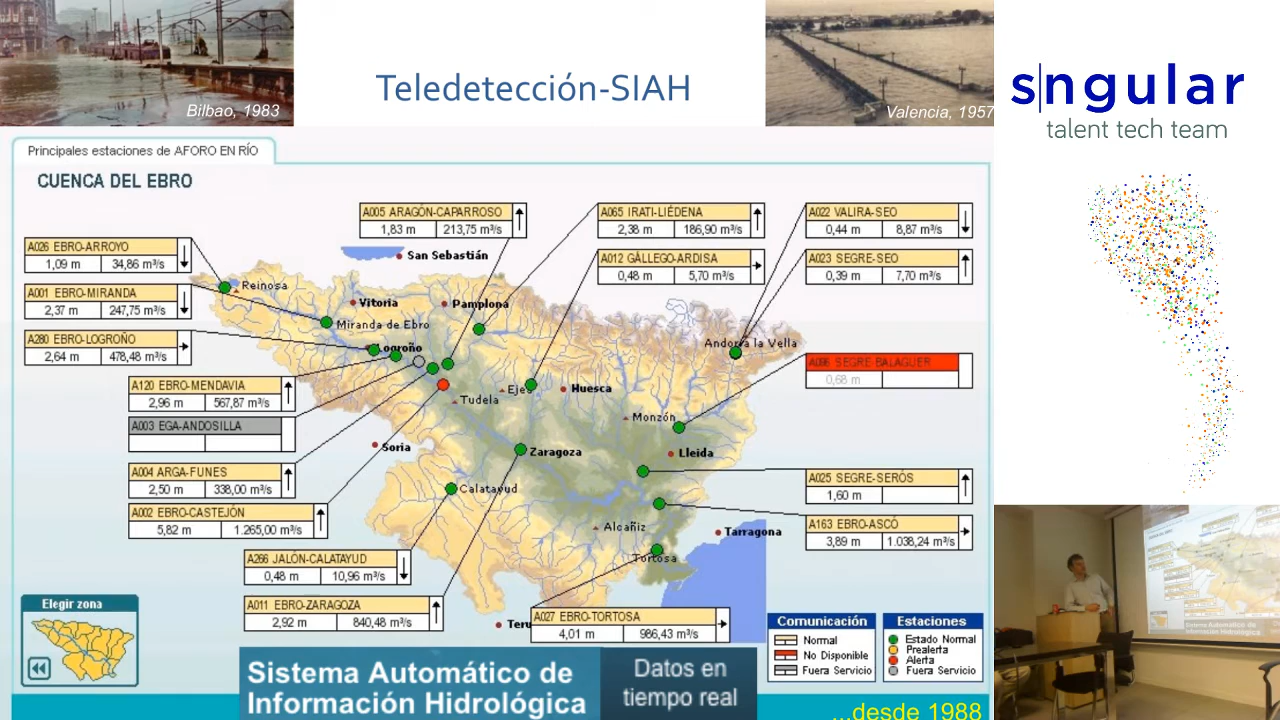 Teledetección-SIAH
Bilbao, 1983
Valencia, 1957
sngular
talent tech team
Principales estaciones de AFORO EN RÍO
CUENCA DEL EBRO
A005 ARAGÓN-CAPARROSO
1,83 m 213,75 m³/s
A065 IRATI-LIÉDENA
2,38 m 186,90 m³/s
A022 VALIRA-SEO
0,44 m 8,87 m³/s
A026 EBRO-ARROYO
1,09 m 34,86 m³/s
A012 GÁLLEGO-ARDISA
0,48 m 5,70 m³/s
A023 SEGRE-SEO
0,39 m 7,70 m³/s
A001 EBRO-MIRANDA
2,37 m 247,75 m³/s
A280 EBRO-LOGROÑO
2,64 m 478,48 m³/s
A096 SEGRE-BALAGUER
0,68 m
A120 EBRO-MENDAVIA
2,96 m 567,87 m³/s
A003 EGA-ANDOSILLA
A004 ARGA-FUNES
2,50 m 338,00 m³/s
A002 EBRO-CASTEJÓN
5,82 m 1.265,00 m³/s
A025 SEGRE-SERÓS
1,60 m
A163 EBRO-ASCÓ
3,89 m 1.038,24 m³/s
A266 JALÓN-CALATAYUD
0,48 m 10,96 m³/s
A011 EBRO-ZARAGOZA
2,92 m 840,48 m³/s
A027 EBRO-TORTOSA
4,01 m 986,43 m³/s
San Sebastián
Reinosa
Vitoria
Pamplona
Miranda de Ebro
Logroño
Andorra la Vella
Ejea
Huesca
Tudela
Monzón
Soria
Zaragoza
Lleida
Calatayud
Alcañiz
Tarragona
Tortosa
Teru
Elegir zona
Comunicación
Normal
No Disponible
Fuera Servicio
Estaciones
Estado Normal
Prealerta
Alerta
Fuera Servicio
Sistema Automático de
Información Hidrológica
Datos en
tiempo real
...desde 1988
Sistema Automático de
Información Hidrológica